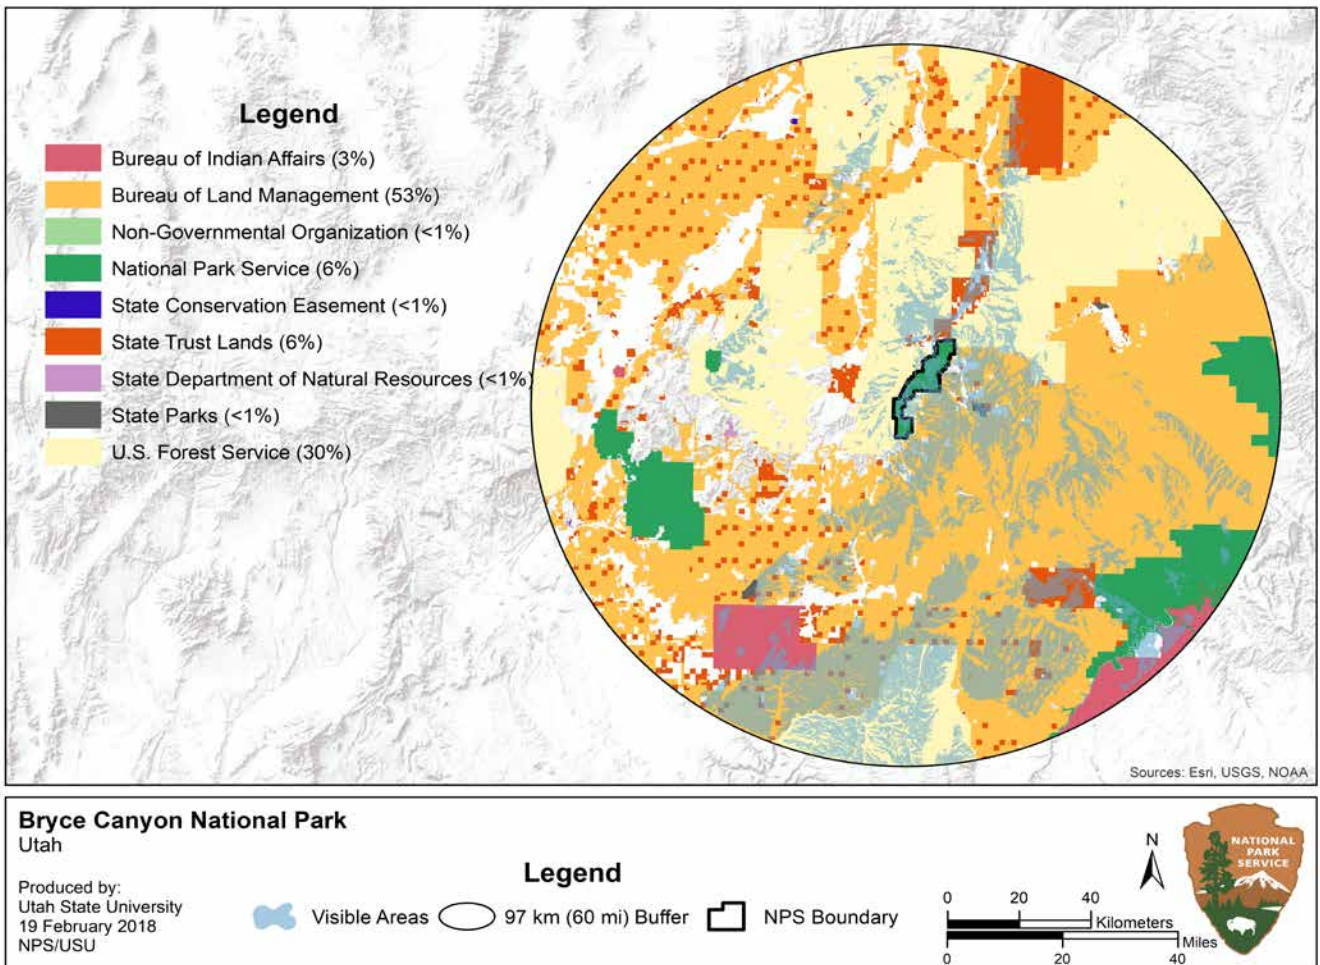 Legend
Bureau of Indian Affairs (3%)
Bureau of Land Management (53%)
Non-Governmental Organization (<1%)
National Park Service (6%)
State Conservation Easement (<1%)
State Trust Lands (6%)
State Department of Natural Resources (<1%)
State Parks (<1%)
U.S. Forest Service (30%)
Sources: Esri, USGS, NOAA
Bryce Canyon National Park
Utah
Produced by:
Utah State University
19 February 2018
NPS/USU
Legend
Visible Areas
97 km (60 mi) Buffer
NPS Boundary
N
0 20 40
Kilometers
Miles
0 20 40
NATIONAL
PARK
SERVICE